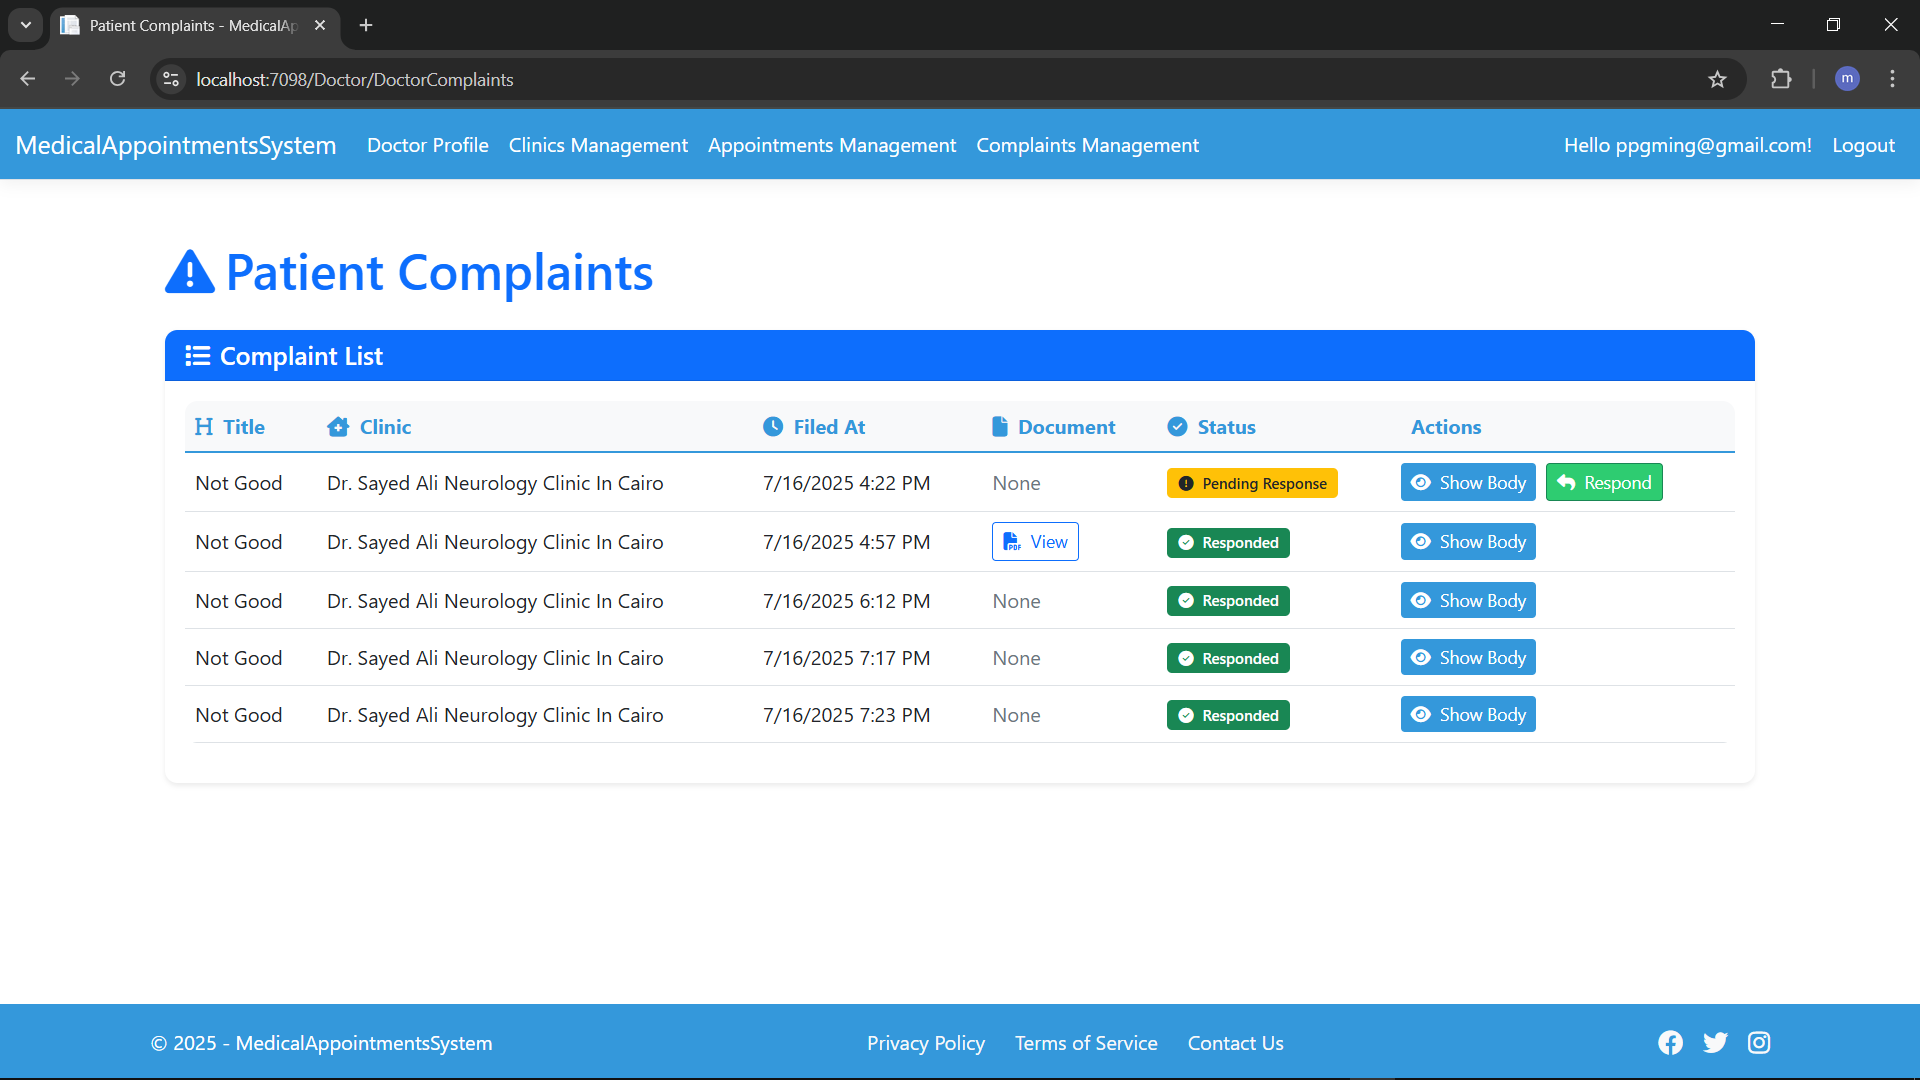 Patient Complaints - MedicalAp
localhost:7098/Doctor/DoctorComplaints
m
MedicalAppointmentsSystem Doctor Profile Clinics Management Appointments Management Complaints Management Hello ppgming@gmail.com! Logout
Patient Complaints
Complaint List
Title Clinic Filed At Document Status Actions
Not Good Dr. Sayed Ali Neurology Clinic In Cairo 7/16/2025 4:22 PM None Pending Response Show Body Respond
Not Good Dr. Sayed Ali Neurology Clinic In Cairo 7/16/2025 4:57 PM PDF View Responded Show Body
Not Good Dr. Sayed Ali Neurology Clinic In Cairo 7/16/2025 6:12 PM None Responded Show Body
Not Good Dr. Sayed Ali Neurology Clinic In Cairo 7/16/2025 7:17 PM None Responded Show Body
Not Good Dr. Sayed Ali Neurology Clinic In Cairo 7/16/2025 7:23 PM None Responded Show Body
© 2025 - MedicalAppointmentsSystem Privacy Policy Terms of Service Contact Us